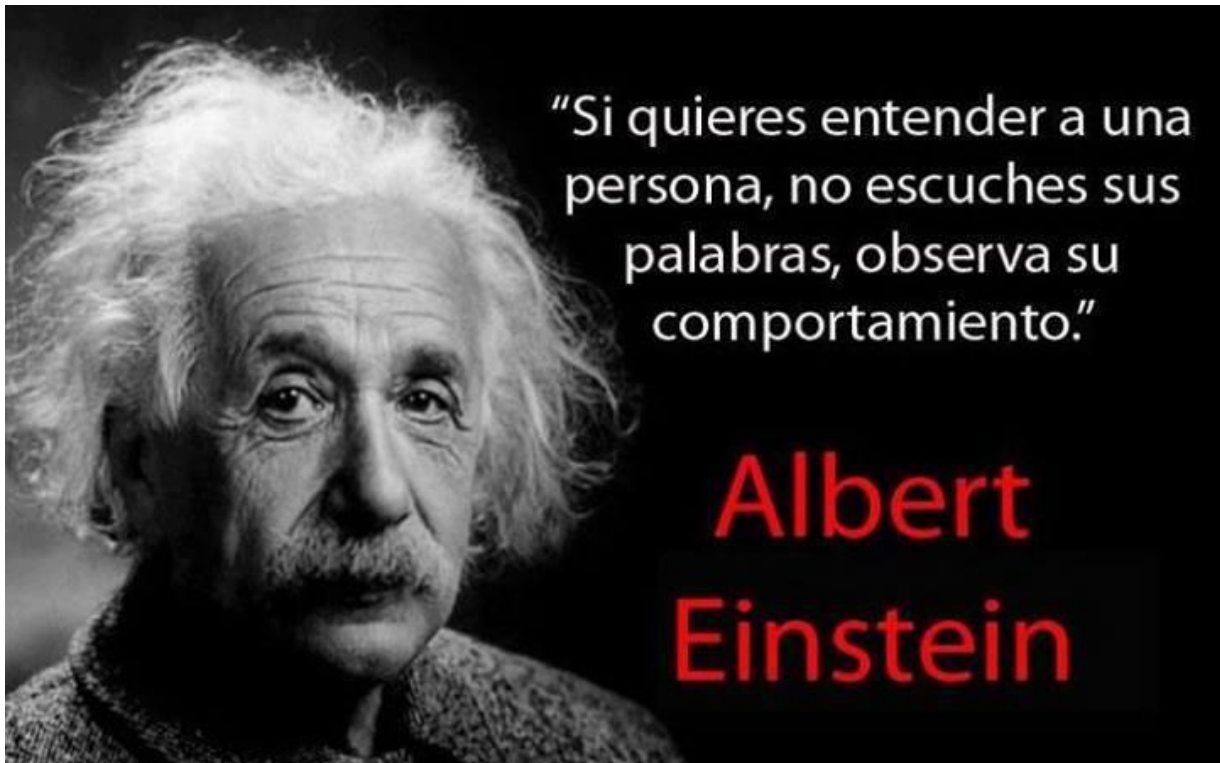 “Si quieres entender a una
persona, no escuches sus
palabras, observa su
comportamiento.”
Albert
Einstein